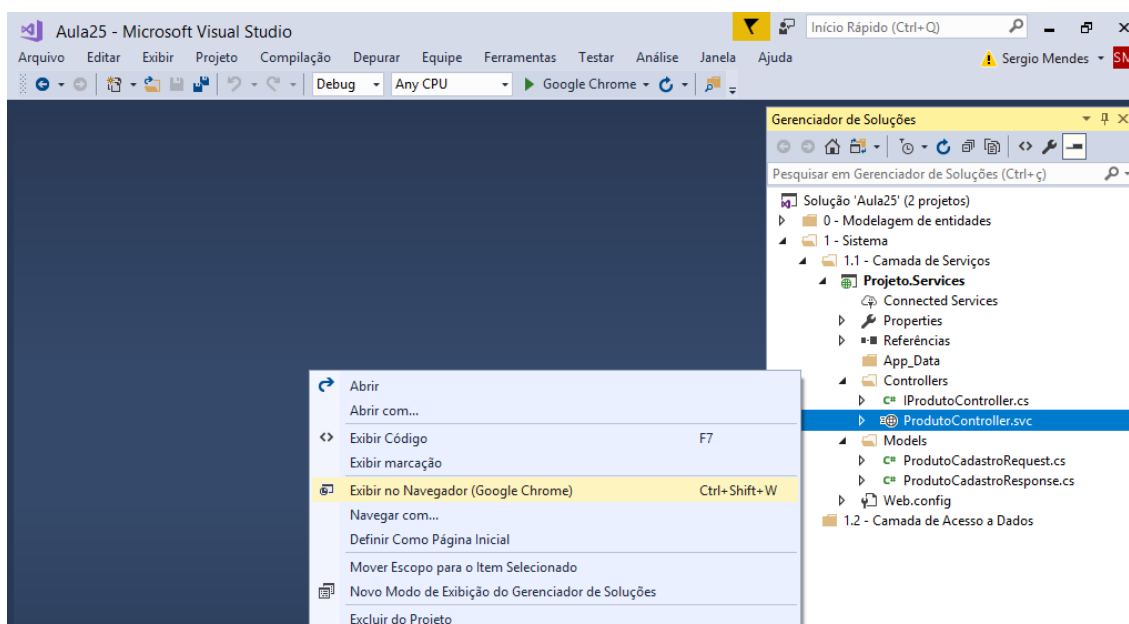 Aula25 - Microsoft Visual Studio
Início Rápido (Ctrl+Q)
Arquivo Editar Exibir Projeto Compilação Depurar Equipe Ferramentas Testar Análise Janela Ajuda
Sergio Mendes SM
Debug Any CPU Google Chrome
Gerenciador de Soluções
Pesquisar em Gerenciador de Soluções (Ctrl+ç)
Solução 'Aula25' (2 projetos)
0 - Modelagem de entidades
1 - Sistema
1.1 - Camada de Serviços
Projeto.Services
Connected Services
Properties
Referências
App_Data
Controllers
C# IProdutoController.cs
ProdutoController.svc
Models
C# ProdutoCadastroRequest.cs
C# ProdutoCadastroResponse.cs
Web.config
1.2 - Camada de Acesso a Dados
Abrir
Abrir com...
Exibir Código F7
Exibir marcação
Exibir no Navegador (Google Chrome) Ctrl+Shift+W
Navegar com...
Definir Como Página Inicial
Mover Escopo para o Item Selecionado
Novo Modo de Exibição do Gerenciador de Soluções
Excluir do Projeto